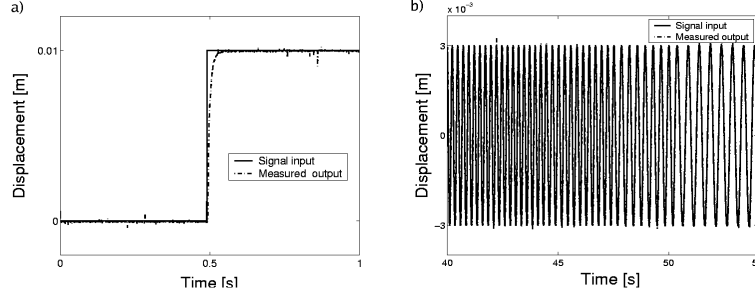 a)
0.01
Displacement [m]
Signal input
Measured output
0
0
0.5
1
Time [s]
b)
x 10⁻³
Signal input
Measured output
3
Displacement [m]
0
−3
40
45
50
Time [s]